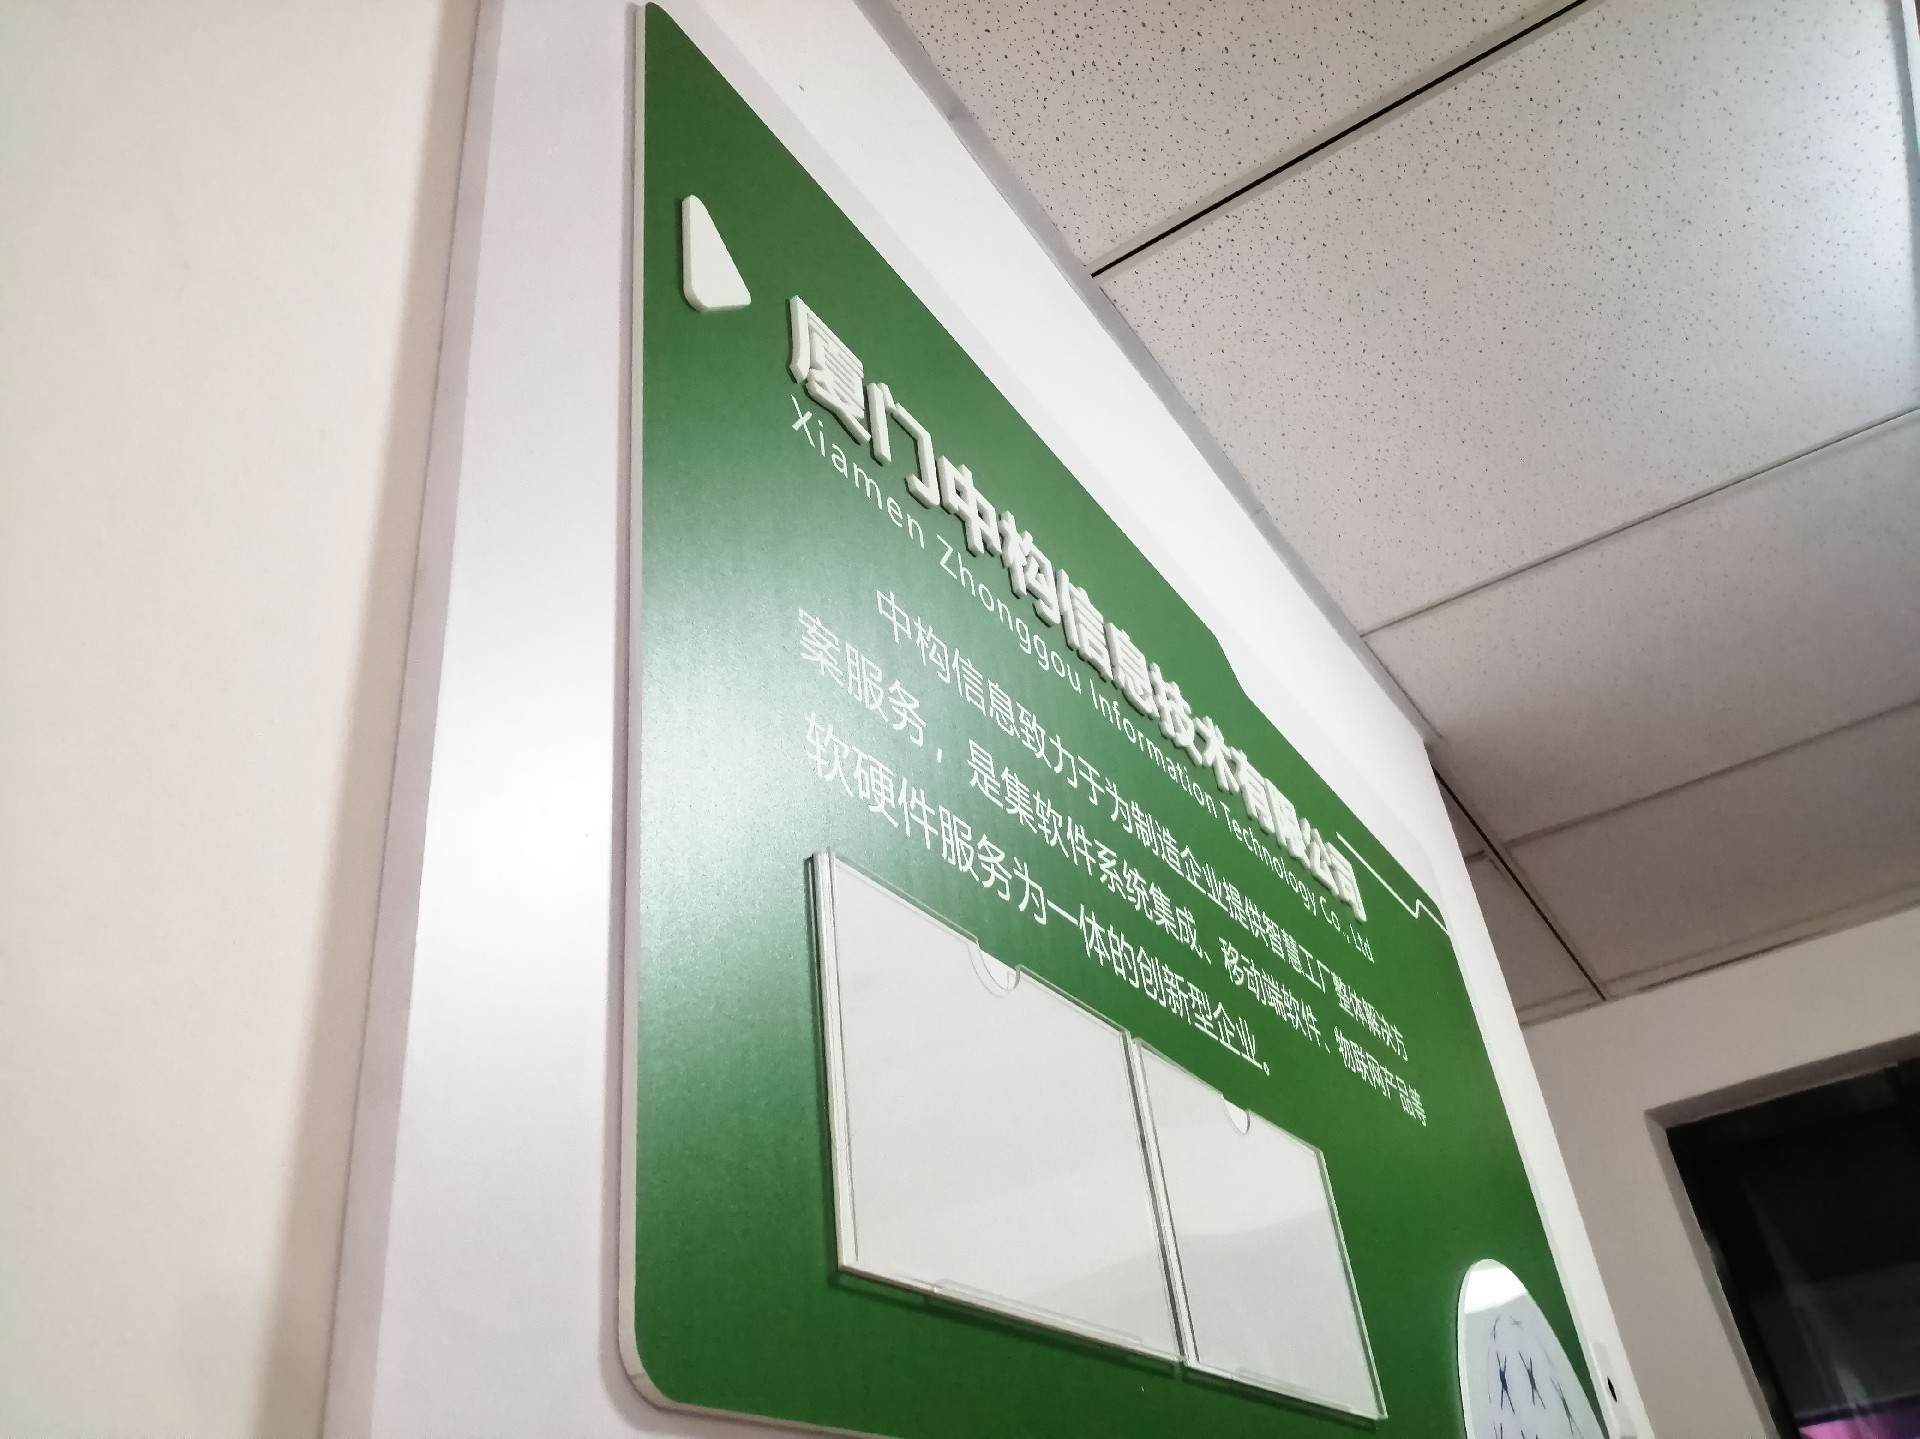 厦门中构信息技术有限公司
Xiamen Zhonggou Information Technology Co., Ltd
中构信息致力于为制造企业提供智慧工厂整体解决方
案服务，是集软件系统集成、移动端软件、物联网产品等
软硬件服务为一体的创新型企业。